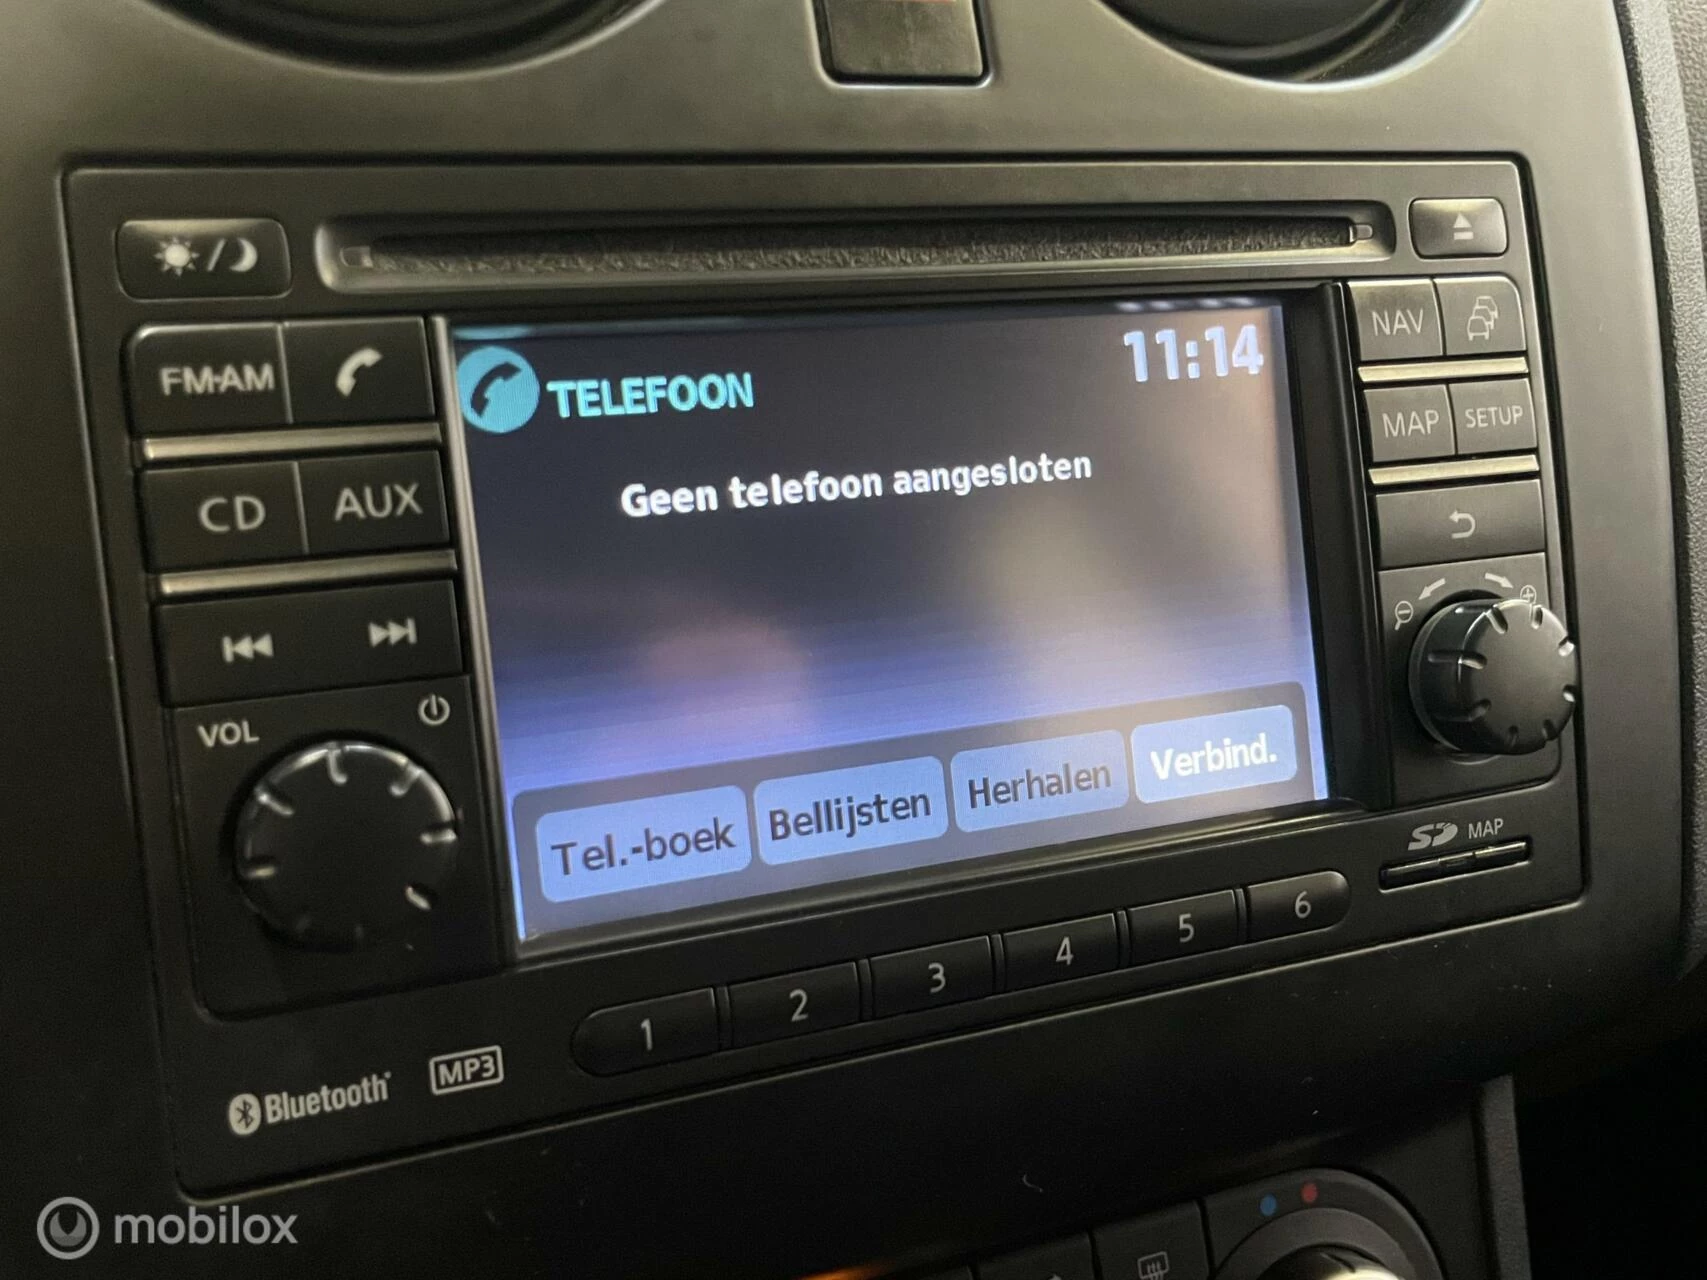 FM·AM
CD
AUX
VOL
TELEFOON
11:14
Geen telefoon aangesloten
Tel.-boek
Bellijsten
Herhalen
Verbind.
NAV
MAP
SETUP
SD MAP
1
2
3
4
5
6
Bluetooth
MP3
mobilox